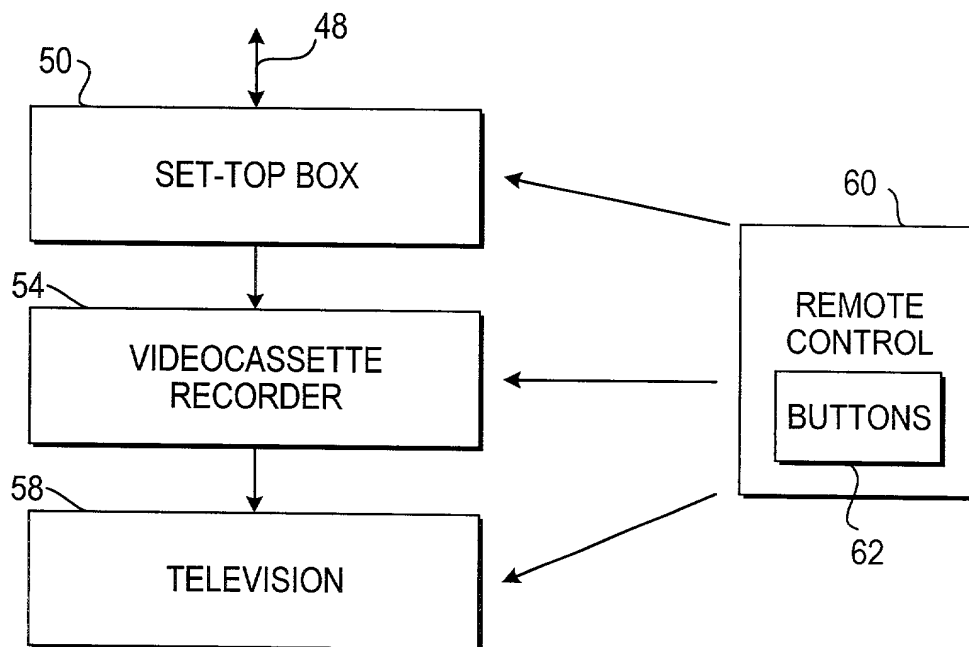 48
50
SET-TOP BOX
60
54
REMOTE
CONTROL
VIDEOCASSETTE
RECORDER
BUTTONS
58
62
TELEVISION